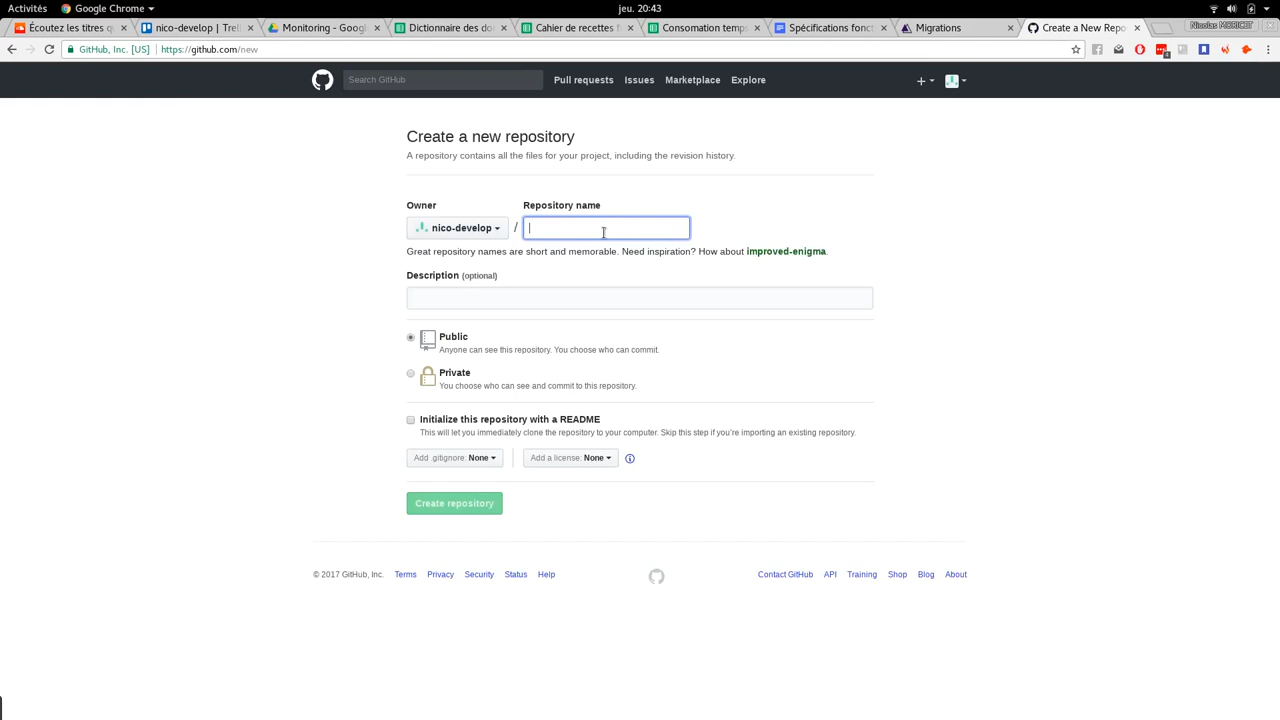 Activités Google Chrome jeu. 20:43
Écoutez les titres q nico-develop | Trell Monitoring - Googl Dictionnaire des do Cahier de recettes f Consomation temps Spécifications fonct Migrations Create a New Repo Nicolas MORICET
GitHub, Inc. [US] https://github.com/new
Search GitHub Pull requests Issues Marketplace Explore
Create a new repository
A repository contains all the files for your project, including the revision history.
Owner Repository name
nico-develop /
Great repository names are short and memorable. Need inspiration? How about improved-enigma.
Description (optional)
Public
Anyone can see this repository. You choose who can commit.
Private
You choose who can see and commit to this repository.
Initialize this repository with a README
This will let you immediately clone the repository to your computer. Skip this step if you're importing an existing repository.
Add .gitignore: None Add a license: None
Create repository
© 2017 GitHub, Inc. Terms Privacy Security Status Help Contact GitHub API Training Shop Blog About